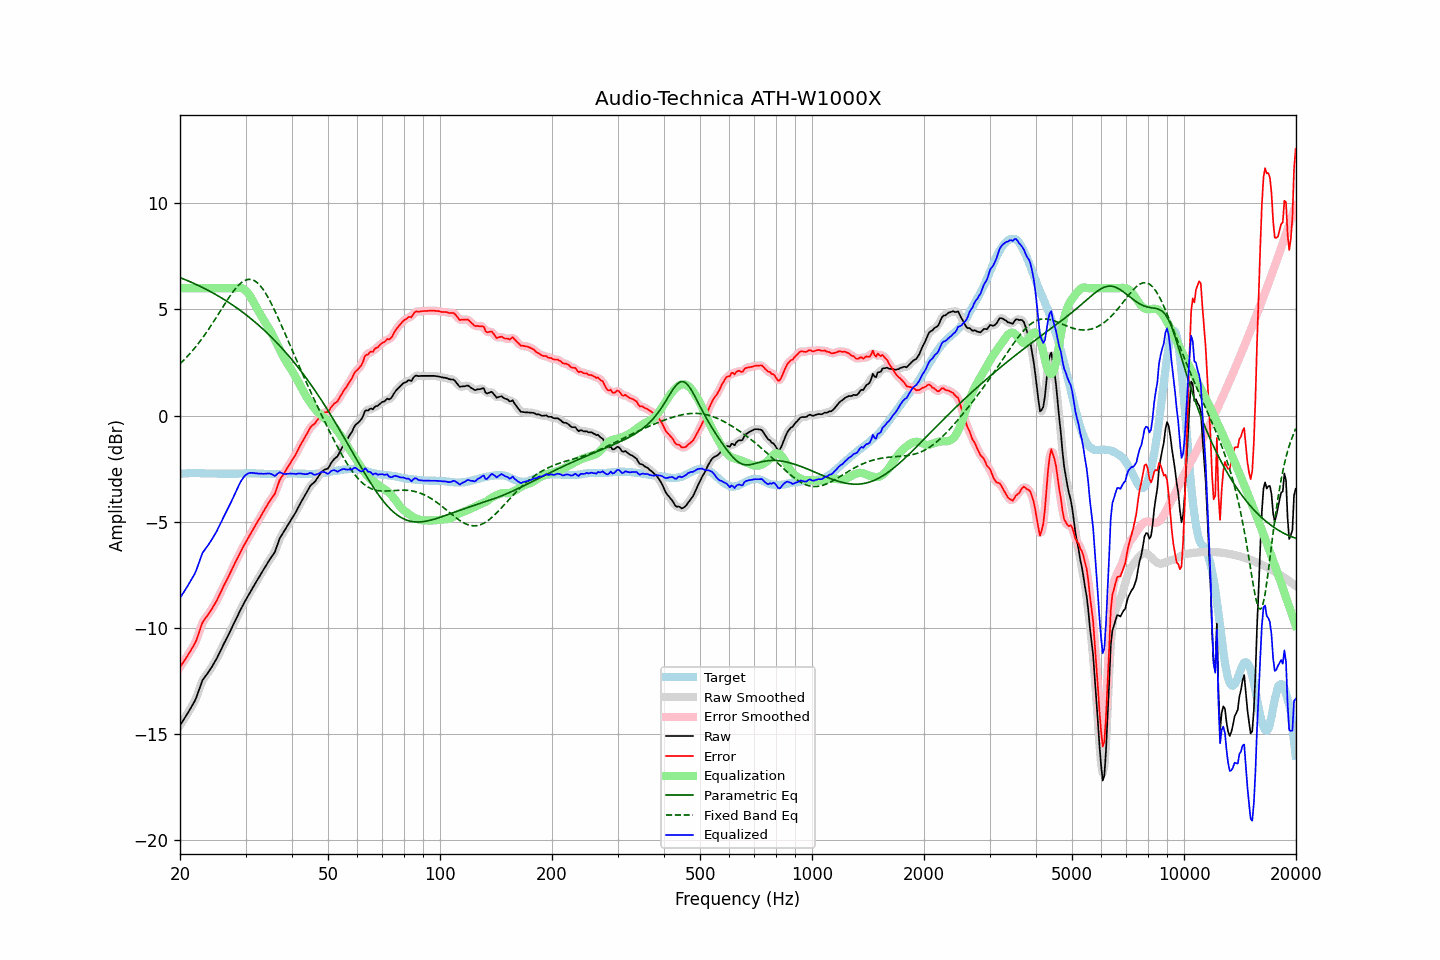 Audio-Technica ATH-W1000X
Amplitude (dBr)
10
5
0
−5
−10
−15
−20
Target
Raw Smoothed
Error Smoothed
Raw
Error
Equalization
Parametric Eq
Fixed Band Eq
Equalized
20 50 100 200 500 1000 2000 5000 10000 20000
Frequency (Hz)